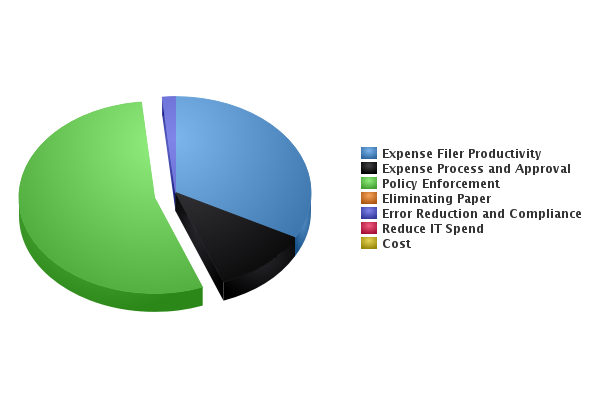 Expense Filer Productivity
Expense Process and Approval
Policy Enforcement
Eliminating Paper
Error Reduction and Compliance
Reduce IT Spend
Cost